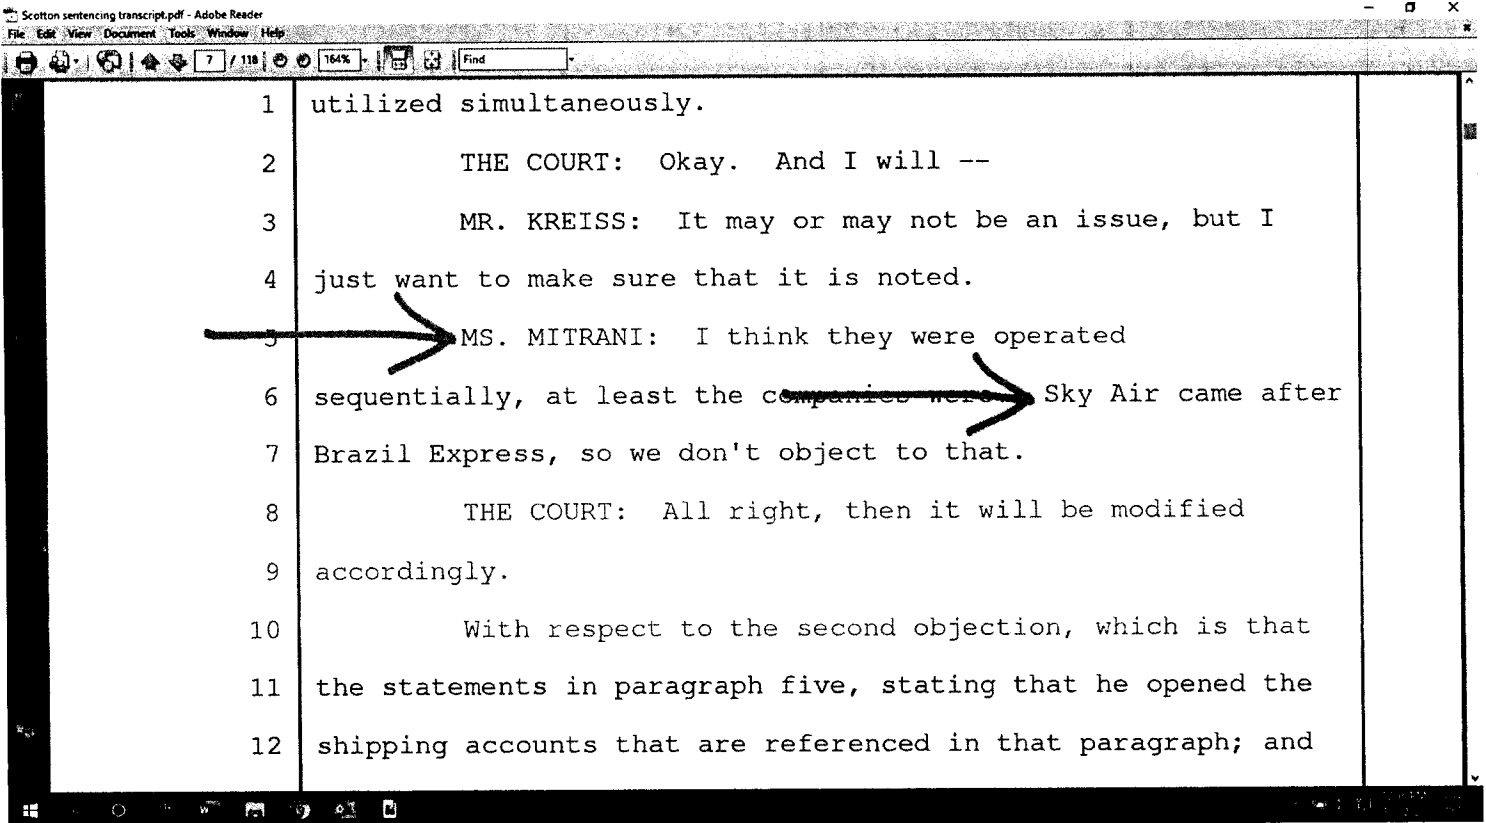 Scotton sentencing transcript.pdf - Adobe Reader
File Edit View Document Tools Window Help
7 / 118 164% Find
1 utilized simultaneously.
2 THE COURT: Okay. And I will --
3 MR. KREISS: It may or may not be an issue, but I
4 just want to make sure that it is noted.
5 MS. MITRANI: I think they were operated
6 sequentially, at least the companies were. Sky Air came after
7 Brazil Express, so we don't object to that.
8 THE COURT: All right, then it will be modified
9 accordingly.
10 With respect to the second objection, which is that
11 the statements in paragraph five, stating that he opened the
12 shipping accounts that are referenced in that paragraph; and